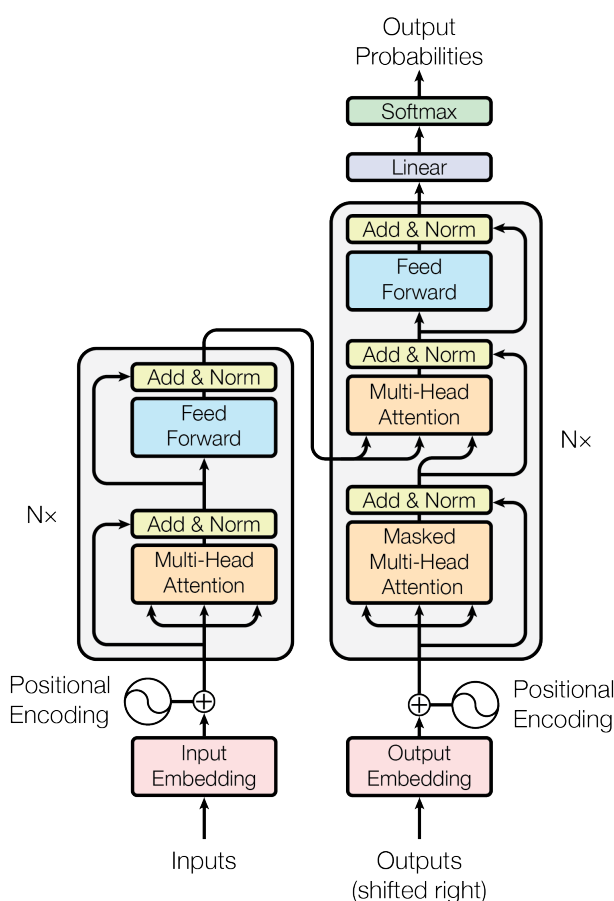 Output
Probabilities
Softmax
Linear
Add & Norm
Feed
Forward
Add & Norm
Multi-Head
Attention
Add & Norm
Masked
Multi-Head
Attention
N×
Add & Norm
Feed
Forward
Add & Norm
Multi-Head
Attention
N×
Positional
Encoding
Positional
Encoding
Input
Embedding
Output
Embedding
Inputs
Outputs
(shifted right)